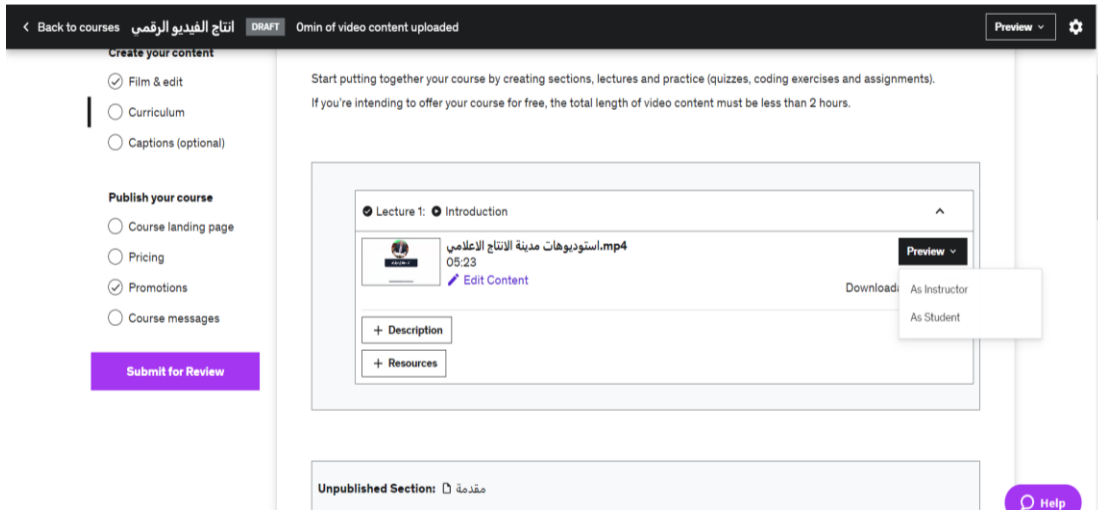 Back to courses انتاج الفيديو الرقمي DRAFT 0min of video content uploaded Preview
Create your content
Film & edit
Curriculum
Captions (optional)
Publish your course
Course landing page
Pricing
Promotions
Course messages
Submit for Review
Start putting together your course by creating sections, lectures and practice (quizzes, coding exercises and assignments).
If you're intending to offer your course for free, the total length of video content must be less than 2 hours.
Lecture 1: Introduction
استوديوهات مدينة الانتاج الاعلامي.mp4
05:23
Edit Content
Preview
As Instructor
As Student
+ Description
+ Resources
Unpublished Section: مقدمة
Help